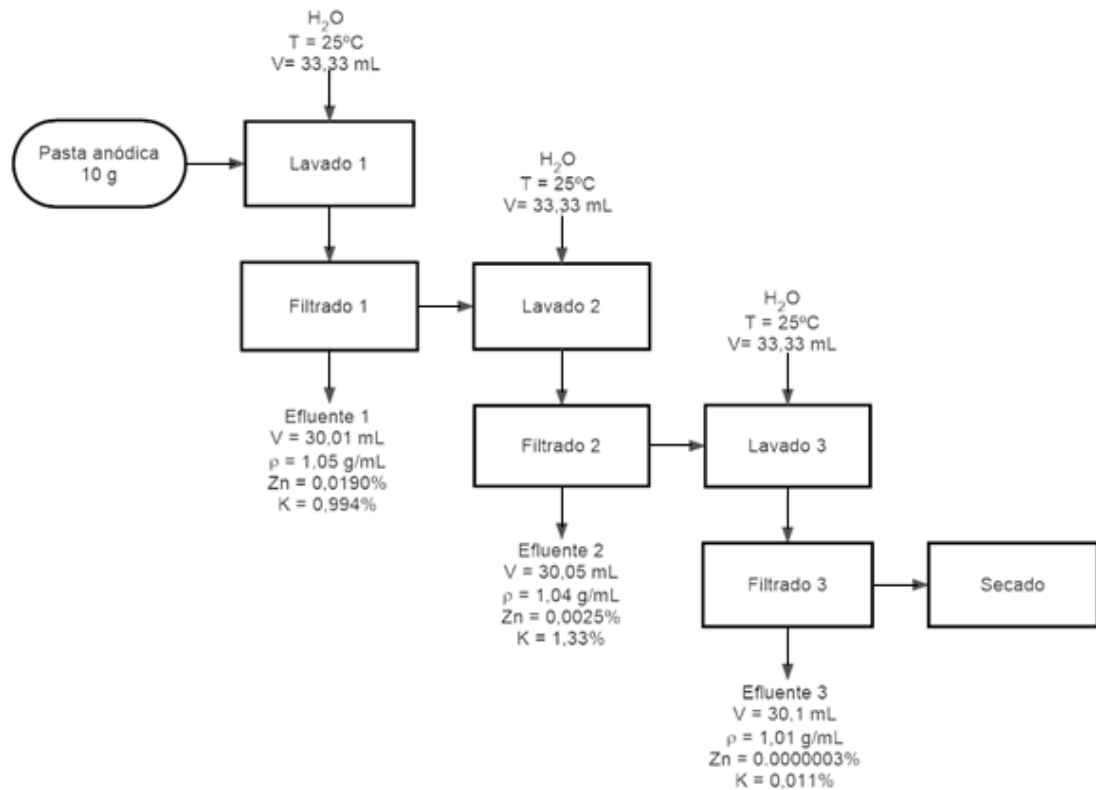 H₂O
T = 25ºC
V= 33,33 mL
Pasta anódica
10 g
Lavado 1
H₂O
T = 25ºC
V= 33,33 mL
Filtrado 1
Lavado 2
H₂O
T = 25ºC
V= 33,33 mL
Efluente 1
V = 30,01 mL
ρ = 1,05 g/mL
Zn = 0,0190%
K = 0,994%
Filtrado 2
Lavado 3
Efluente 2
V = 30,05 mL
ρ = 1,04 g/mL
Zn = 0,0025%
K = 1,33%
Filtrado 3
Secado
Efluente 3
V = 30,1 mL
ρ = 1,01 g/mL
Zn = 0.0000003%
K = 0,011%